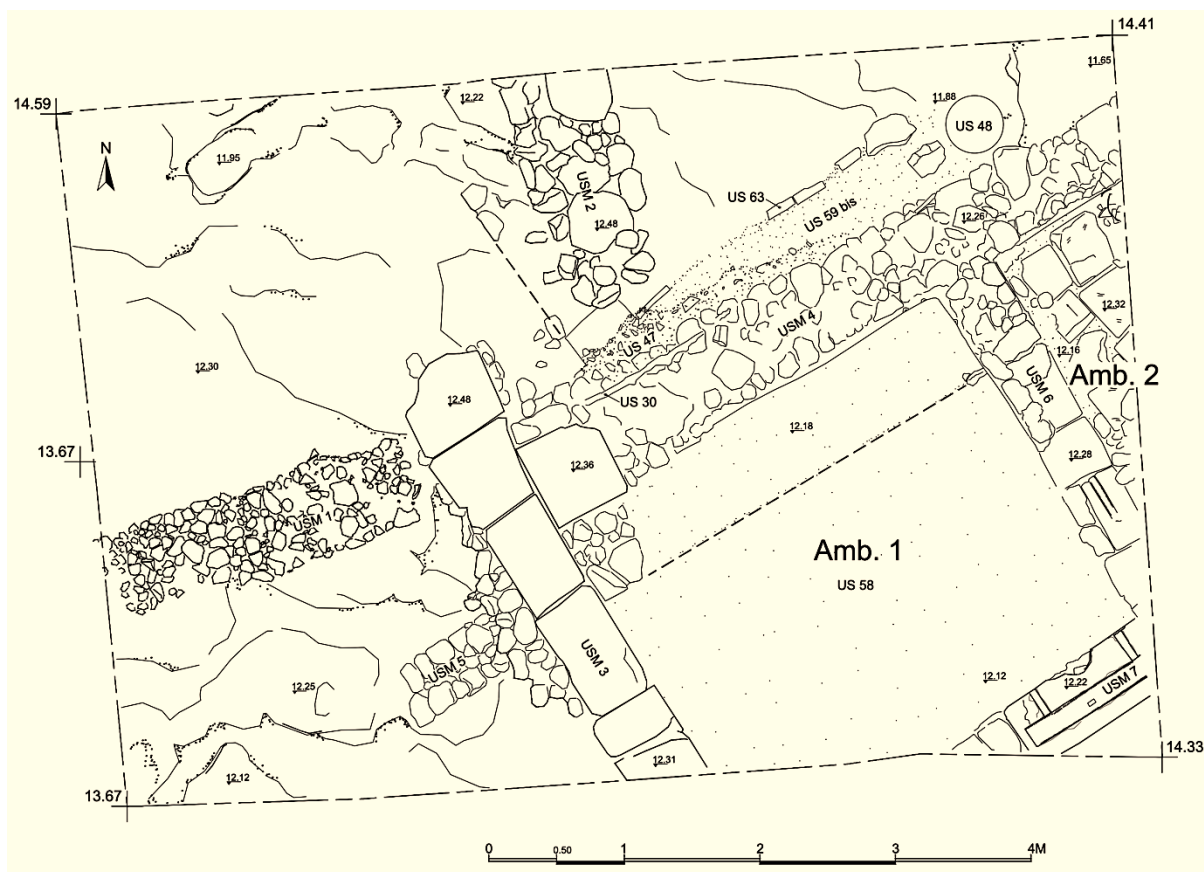 14.41
11.65
14.59
12.22
11.88
US 48
N
11.95
USM 2
US 63
12.48
US 59 bis
12.26
12.32
USM 4
12.16
US 47
12.30
Amb. 2
12.48
US 30
USM 6
12.18
13.67
12.36
12.28
USM 1
Amb. 1
US 58
USM 3
USM 5
12.25
12.12
12.22
USM 7
12.31
12.12
14.33
13.67
0
0.50
1
2
3
4M